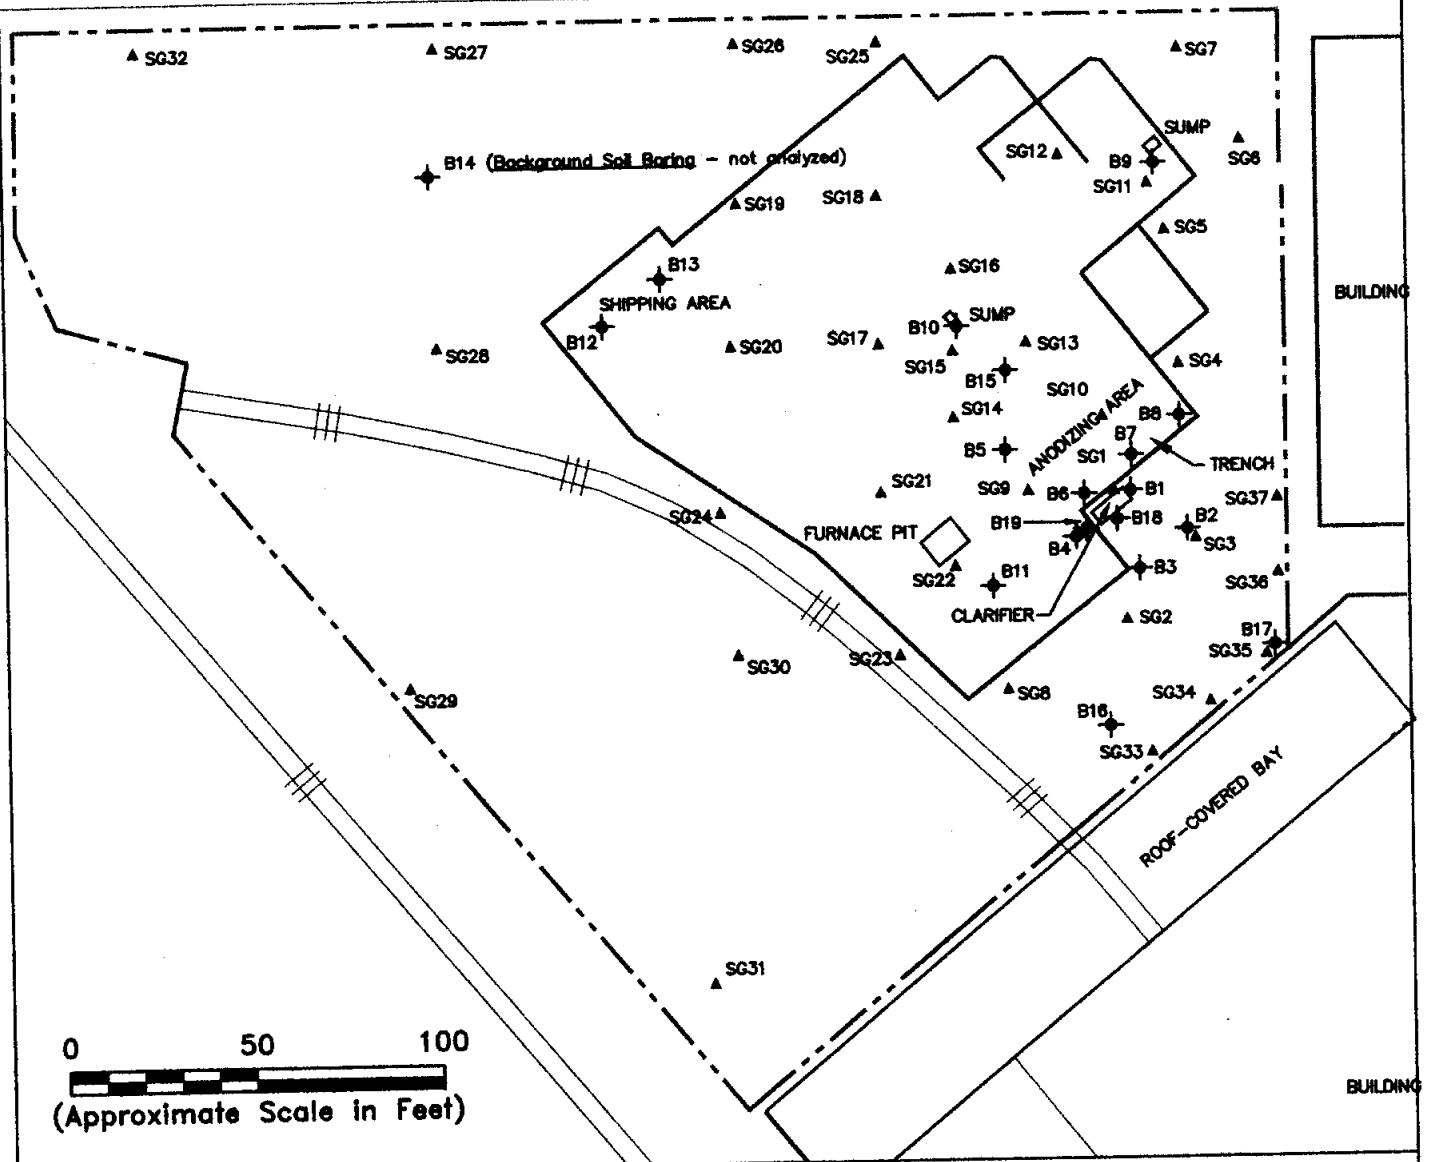 SG32
SG27
SG26
SG25
SG7
SUMP
SG12
B9
SG6
SG11
B14 (Background Soil Boring - not analyzed)
SG19
SG18
SG5
SG16
B13
SHIPPING AREA
BUILDING
B12
B10
SUMP
SG28
SG20
SG17
SG13
SG15
SG4
B15
SG10
SG14
ANODIZING AREA
B8
B7
B5
SG1
TRENCH
SG21
SG9
B6
B1
SG37
SG24
B19
B18
B2
FURNACE PIT
B4
SG3
SG22
B11
B3
SG36
CLARIFIER
SG2
B17
SG35
SG30
SG23
SG29
SG8
SG34
B16
SG33
ROOF-COVERED BAY
SG31
0 50 100
(Approximate Scale in Feet)
BUILDING